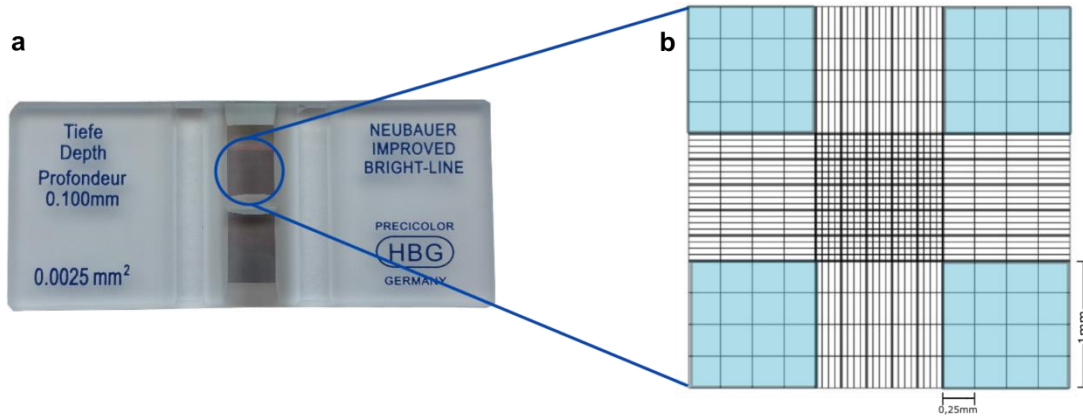 a
Tiefe
Depth
Profondeur
0.100mm
0.0025 mm²
NEUBAUER
IMPROVED
BRIGHT-LINE
PRECICOLOR
HBG
GERMANY
b
1mm
0,25mm